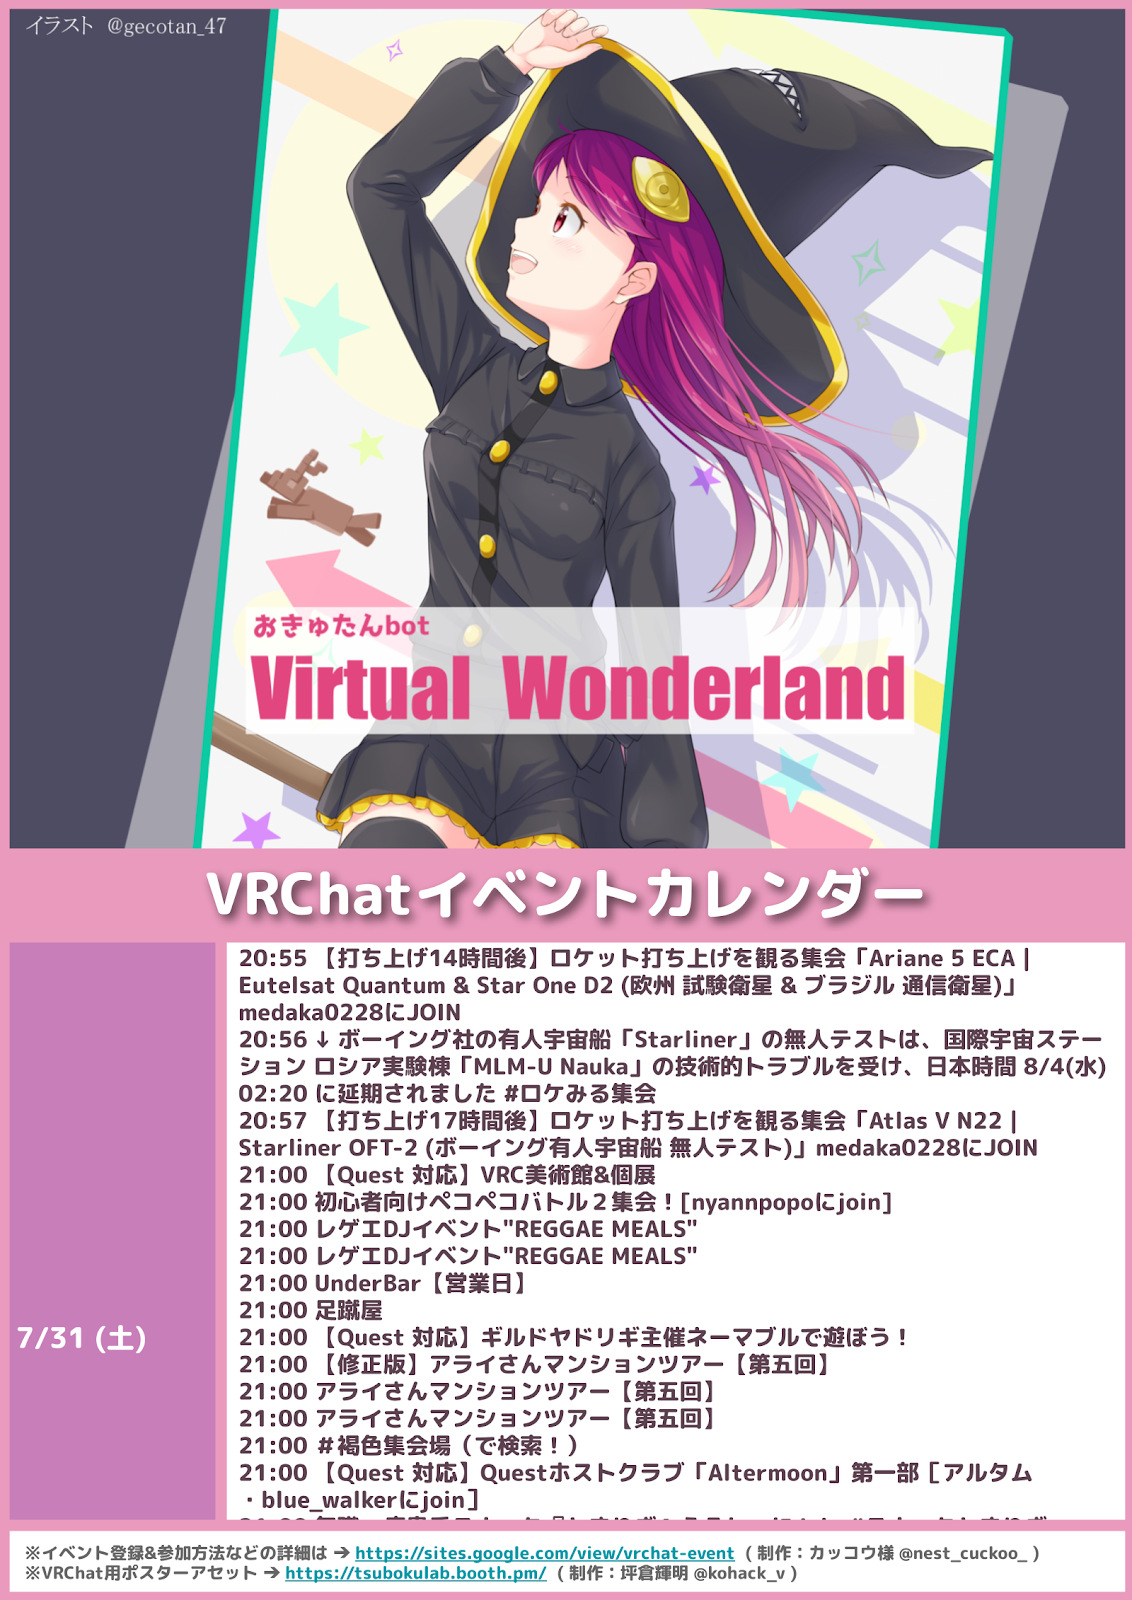 イラスト @gecotan_47
おきゅたんbot
Virtual Wonderland
VRChatイベントカレンダー
7/31 (土)
20:55 【打ち上げ14時間後】ロケット打ち上げを観る集会「Ariane 5 ECA |
Eutelsat Quantum & Star One D2 (欧州 試験衛星 & ブラジル 通信衛星)」
medaka0228にJOIN
20:56 ↓ ボーイング社の有人宇宙船「Starliner」の無人テストは、国際宇宙ステー
ション ロシア実験棟「MLM-U Nauka」の技術的トラブルを受け、日本時間 8/4(水)
02:20 に延期されました #ロケみる集会
20:57 【打ち上げ17時間後】ロケット打ち上げを観る集会「Atlas V N22 |
Starliner OFT-2 (ボーイング有人宇宙船 無人テスト)」medaka0228にJOIN
21:00 【Quest 対応】VRC美術館&個展
21:00 初心者向けペコペコバトル２集会！[nyannpopoにjoin]
21:00 レゲエDJイベント"REGGAE MEALS"
21:00 レゲエDJイベント"REGGAE MEALS"
21:00 UnderBar【営業日】
21:00 足蹴屋
21:00 【Quest 対応】ギルドヤドリギ主催ネーマブルで遊ぼう！
21:00 【修正版】アライさんマンションツアー【第五回】
21:00 アライさんマンションツアー【第五回】
21:00 アライさんマンションツアー【第五回】
21:00 ＃褐色集会場（で検索！）
21:00 【Quest 対応】Questホストクラブ「Altermoon」第一部［アルタム
・blue_walkerにjoin］
※イベント登録&参加方法などの詳細は → https://sites.google.com/view/vrchat-event ( 制作：カッコウ様 @nest_cuckoo_ )
※VRChat用ポスターアセット → https://tsubokulab.booth.pm/ ( 制作：坪倉輝明 @kohack_v )